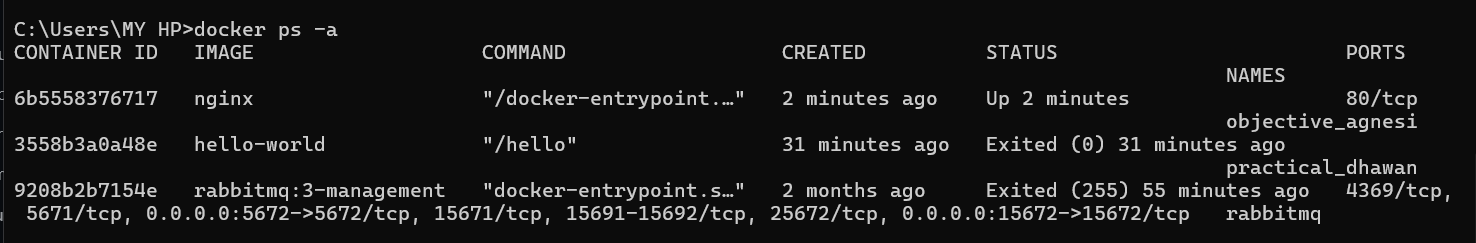 C:\Users\MY HP>docker ps -a
CONTAINER ID   IMAGE                   COMMAND                  CREATED          STATUS                        PORTS
NAMES
6b5558376717   nginx                   "/docker-entrypoint.…"   2 minutes ago    Up 2 minutes                  80/tcp
objective_agnesi
3558b3a0a48e   hello-world             "/hello"                 31 minutes ago   Exited (0) 31 minutes ago
practical_dhawan
9208b2b7154e   rabbitmq:3-management   "docker-entrypoint.s…"   2 months ago     Exited (255) 55 minutes ago   4369/tcp,
5671/tcp, 0.0.0.0:5672->5672/tcp, 15671/tcp, 15691-15692/tcp, 25672/tcp, 0.0.0.0:15672->15672/tcp   rabbitmq